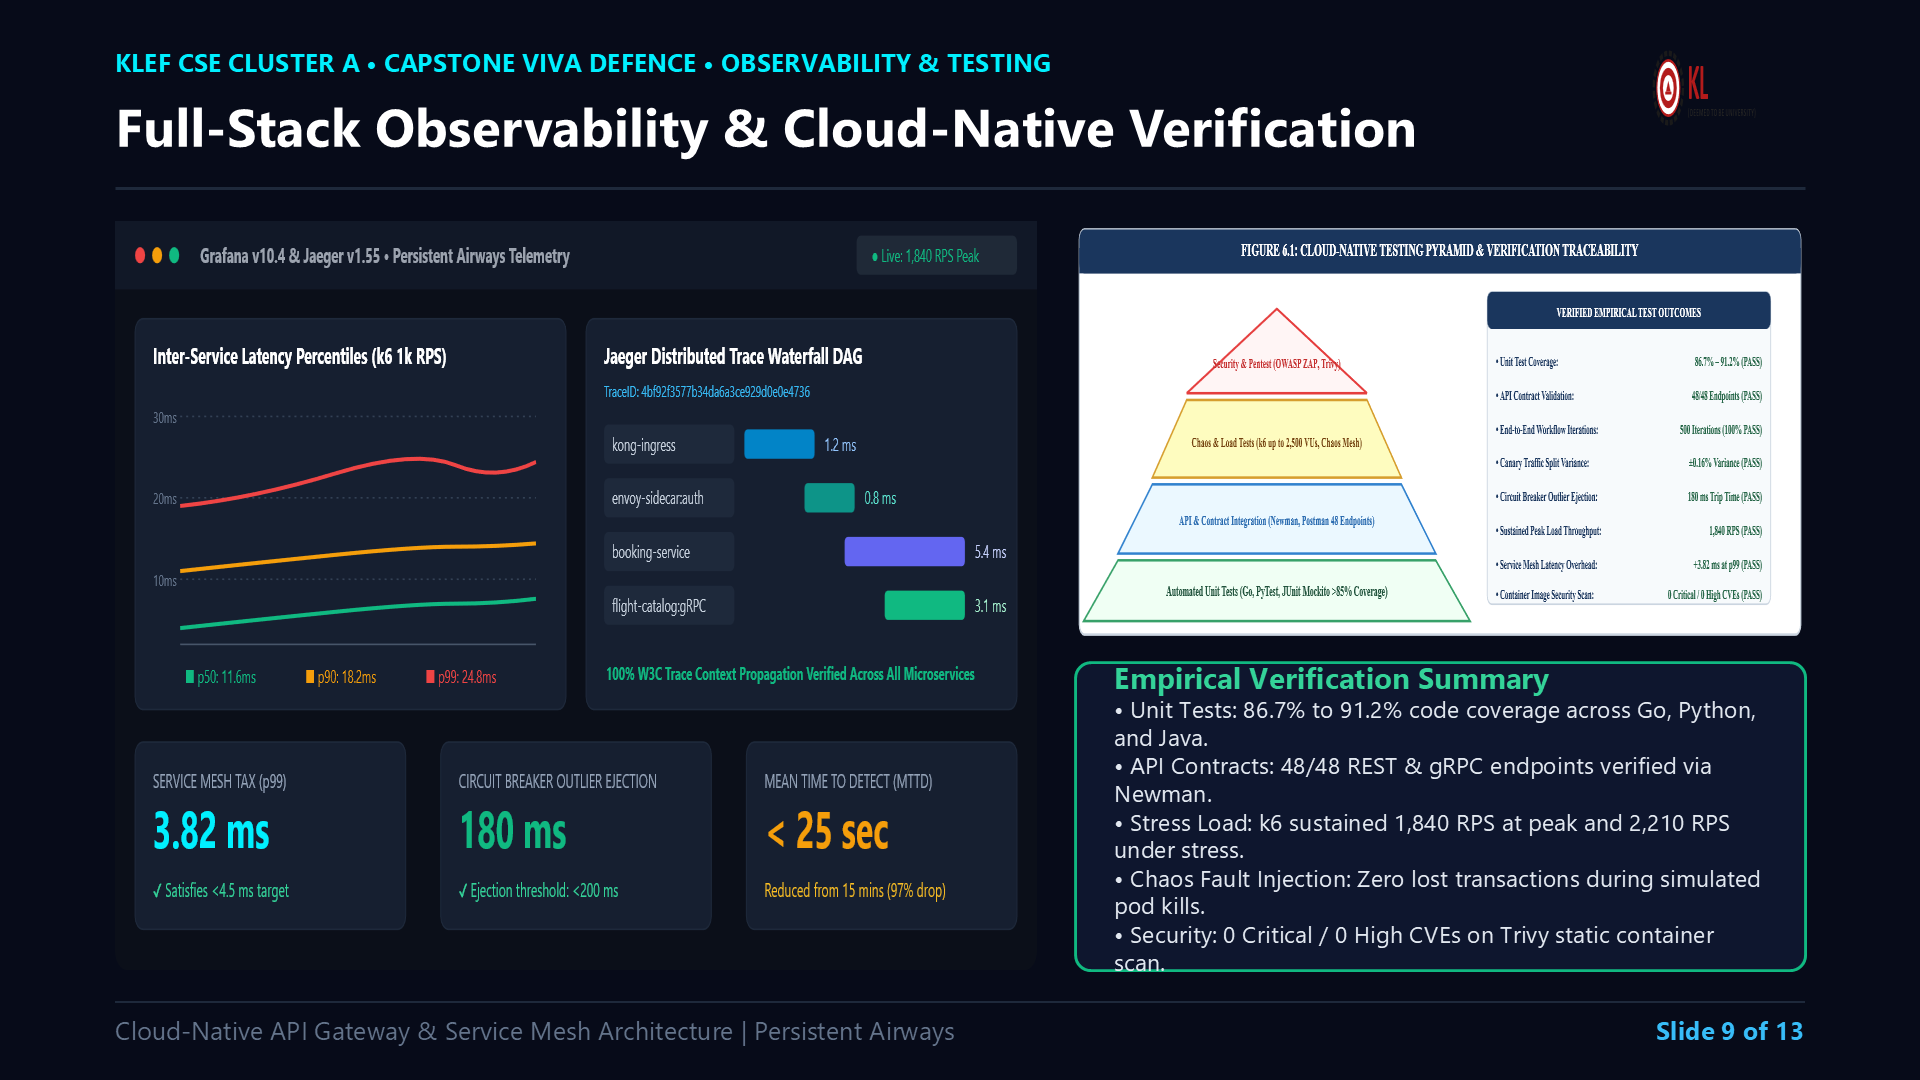 KLEF CSE CLUSTER A • CAPSTONE VIVA DEFENCE • OBSERVABILITY & TESTING
Full-Stack Observability & Cloud-Native Verification
KL
(DEEMED TO BE UNIVERSITY)
Grafana v10.4 & Jaeger v1.55 • Persistent Airways Telemetry
● Live: 1,840 RPS Peak
Inter-Service Latency Percentiles (k6 1k RPS)
30ms
20ms
10ms
p50: 11.6ms
p90: 18.2ms
p99: 24.8ms
Jaeger Distributed Trace Waterfall DAG
TraceID: 4bf92f3577b34da6a3ce929d0e0e4736
kong-ingress
1.2 ms
envoy-sidecar:auth
0.8 ms
booking-service
5.4 ms
flight-catalog:gRPC
3.1 ms
100% W3C Trace Context Propagation Verified Across All Microservices
SERVICE MESH TAX (p99)
3.82 ms
✓ Satisfies <4.5 ms target
CIRCUIT BREAKER OUTLIER EJECTION
180 ms
✓ Ejection threshold: <200 ms
MEAN TIME TO DETECT (MTTD)
< 25 sec
Reduced from 15 mins (97% drop)
FIGURE 6.1: CLOUD-NATIVE TESTING PYRAMID & VERIFICATION TRACEABILITY
Security & Pentest (OWASP ZAP, Trivy)
Chaos & Load Tests (k6 up to 2,500 VUs, Chaos Mesh)
API & Contract Integration (Newman, Postman 48 Endpoints)
Automated Unit Tests (Go, PyTest, JUnit Mockito >85% Coverage)
VERIFIED EMPIRICAL TEST OUTCOMES
• Unit Test Coverage: 86.7% – 91.2% (PASS)
• API Contract Validation: 48/48 Endpoints (PASS)
• End-to-End Workflow Iterations: 500 Iterations (100% PASS)
• Canary Traffic Split Variance: ±0.16% Variance (PASS)
• Circuit Breaker Outlier Ejection: 180 ms Trip Time (PASS)
• Sustained Peak Load Throughput: 1,840 RPS (PASS)
• Service Mesh Latency Overhead: +3.82 ms at p99 (PASS)
• Container Image Security Scan: 0 Critical / 0 High CVEs (PASS)
Empirical Verification Summary
• Unit Tests: 86.7% to 91.2% code coverage across Go, Python,
and Java.
• API Contracts: 48/48 REST & gRPC endpoints verified via
Newman.
• Stress Load: k6 sustained 1,840 RPS at peak and 2,210 RPS
under stress.
• Chaos Fault Injection: Zero lost transactions during simulated
pod kills.
• Security: 0 Critical / 0 High CVEs on Trivy static container
scan.
Cloud-Native API Gateway & Service Mesh Architecture | Persistent Airways
Slide 9 of 13